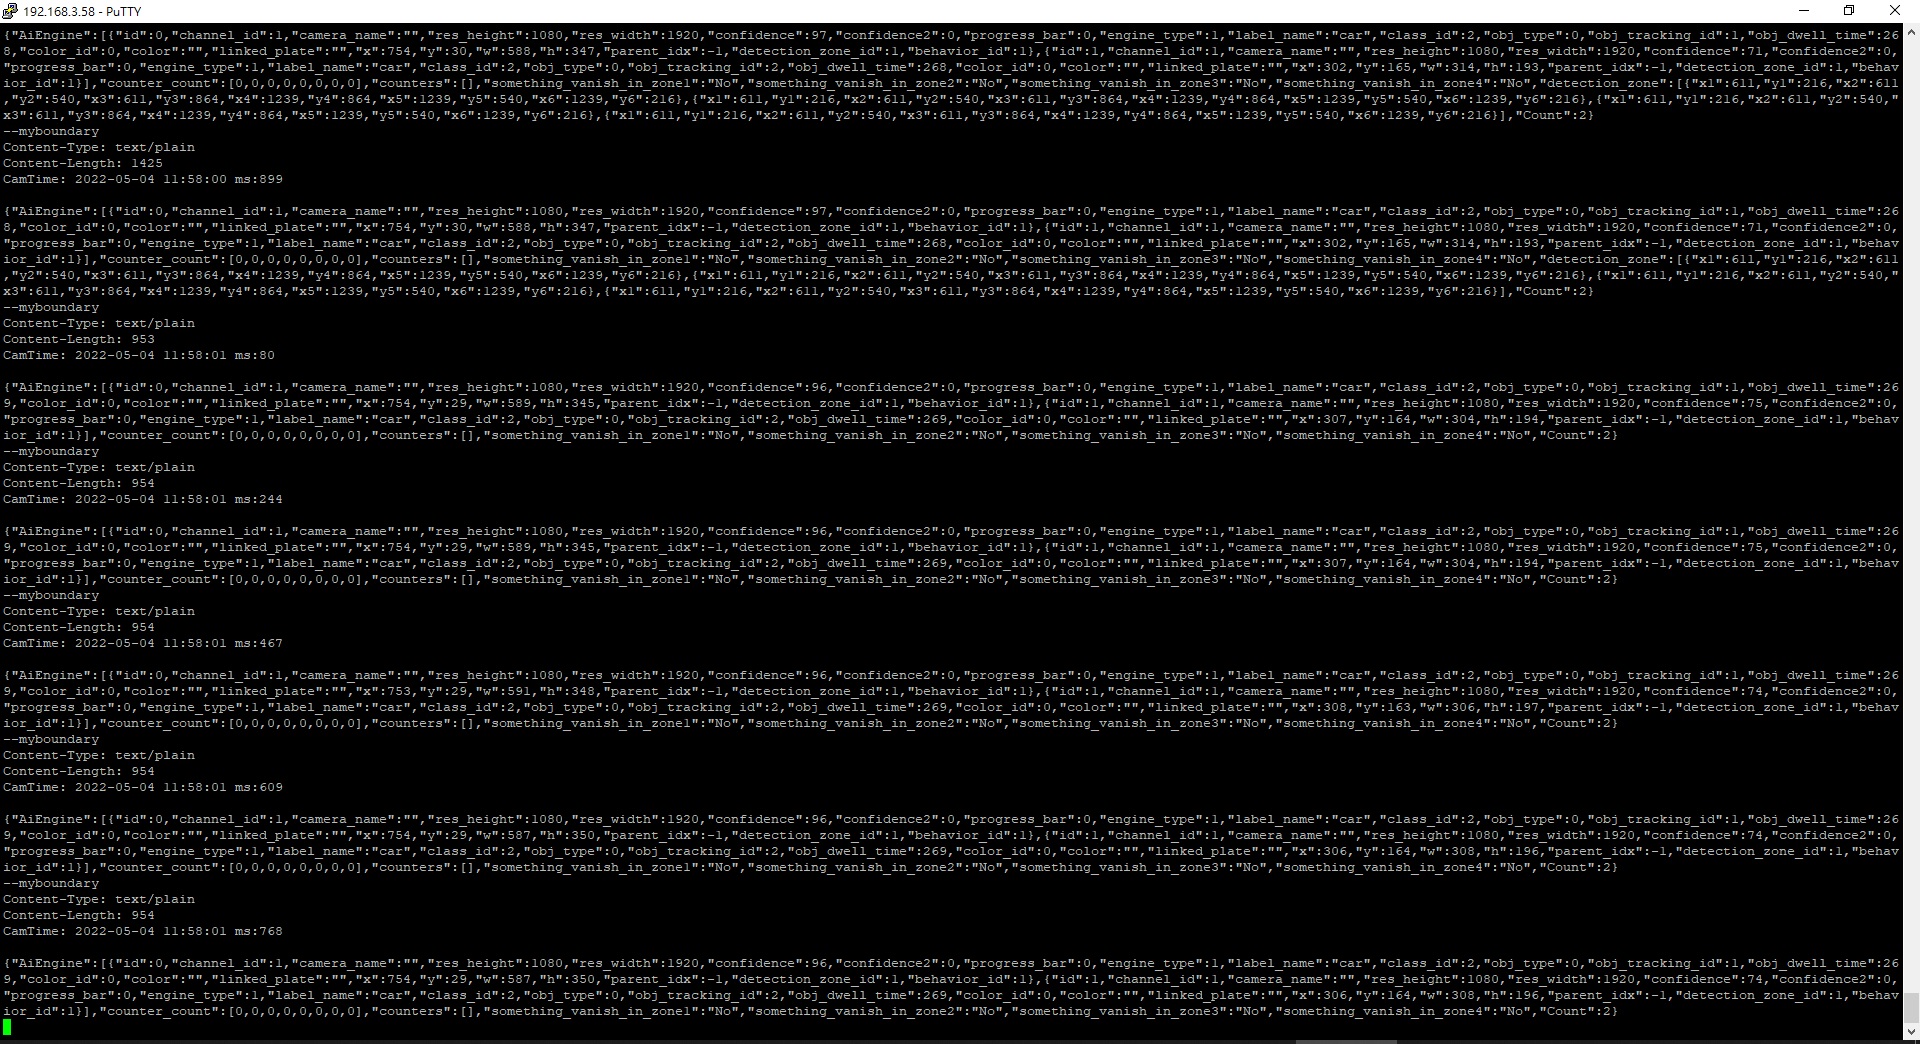 192.168.3.58 - PuTTY
{"AiEngine":[{"id":0,"channel_id":1,"camera_name":"","res_height":1080,"res_width":1920,"confidence":97,"confidence2":0,"progress_bar":0,"engine_type":1,"label_name":"car","class_id":2,"obj_type":0,"obj_tracking_id":1,"obj_dwell_time":26
8,"color_id":0,"color":"","linked_plate":"","x":754,"y":30,"w":588,"h":347,"parent_idx":-1,"detection_zone_id":1,"behavior_id":1},{"id":1,"channel_id":1,"camera_name":"","res_height":1080,"res_width":1920,"confidence":71,"confidence2":0,
"progress_bar":0,"engine_type":1,"label_name":"car","class_id":2,"obj_type":0,"obj_tracking_id":2,"obj_dwell_time":268,"color_id":0,"color":"","linked_plate":"","x":302,"y":165,"w":314,"h":193,"parent_idx":-1,"detection_zone_id":1,"behav
ior_id":1}],"counter_count":[0,0,0,0,0,0,0,0],"counters":[],"something_vanish_in_zone1":"No","something_vanish_in_zone2":"No","something_vanish_in_zone3":"No","something_vanish_in_zone4":"No","detection_zone":[{"x1":611,"y1":216,"x2":611
,"y2":540,"x3":611,"y3":864,"x4":1239,"y4":864,"x5":1239,"y5":540,"x6":1239,"y6":216},{"x1":611,"y1":216,"x2":611,"y2":540,"x3":611,"y3":864,"x4":1239,"y4":864,"x5":1239,"y5":540,"x6":1239,"y6":216},{"x1":611,"y1":216,"x2":611,"y2":540,"
x3":611,"y3":864,"x4":1239,"y4":864,"x5":1239,"y5":540,"x6":1239,"y6":216},{"x1":611,"y1":216,"x2":611,"y2":540,"x3":611,"y3":864,"x4":1239,"y4":864,"x5":1239,"y5":540,"x6":1239,"y6":216}],"Count":2}
--myboundary
Content-Type: text/plain
Content-Length: 1425
CamTime: 2022-05-04 11:58:00 ms:899
{"AiEngine":[{"id":0,"channel_id":1,"camera_name":"","res_height":1080,"res_width":1920,"confidence":97,"confidence2":0,"progress_bar":0,"engine_type":1,"label_name":"car","class_id":2,"obj_type":0,"obj_tracking_id":1,"obj_dwell_time":26
8,"color_id":0,"color":"","linked_plate":"","x":754,"y":30,"w":588,"h":347,"parent_idx":-1,"detection_zone_id":1,"behavior_id":1},{"id":1,"channel_id":1,"camera_name":"","res_height":1080,"res_width":1920,"confidence":71,"confidence2":0,
"progress_bar":0,"engine_type":1,"label_name":"car","class_id":2,"obj_type":0,"obj_tracking_id":2,"obj_dwell_time":268,"color_id":0,"color":"","linked_plate":"","x":302,"y":165,"w":314,"h":193,"parent_idx":-1,"detection_zone_id":1,"behav
ior_id":1}],"counter_count":[0,0,0,0,0,0,0,0],"counters":[],"something_vanish_in_zone1":"No","something_vanish_in_zone2":"No","something_vanish_in_zone3":"No","something_vanish_in_zone4":"No","detection_zone":[{"x1":611,"y1":216,"x2":611
,"y2":540,"x3":611,"y3":864,"x4":1239,"y4":864,"x5":1239,"y5":540,"x6":1239,"y6":216},{"x1":611,"y1":216,"x2":611,"y2":540,"x3":611,"y3":864,"x4":1239,"y4":864,"x5":1239,"y5":540,"x6":1239,"y6":216},{"x1":611,"y1":216,"x2":611,"y2":540,"
x3":611,"y3":864,"x4":1239,"y4":864,"x5":1239,"y5":540,"x6":1239,"y6":216},{"x1":611,"y1":216,"x2":611,"y2":540,"x3":611,"y3":864,"x4":1239,"y4":864,"x5":1239,"y5":540,"x6":1239,"y6":216}],"Count":2}
--myboundary
Content-Type: text/plain
Content-Length: 953
CamTime: 2022-05-04 11:58:01 ms:80
{"AiEngine":[{"id":0,"channel_id":1,"camera_name":"","res_height":1080,"res_width":1920,"confidence":96,"confidence2":0,"progress_bar":0,"engine_type":1,"label_name":"car","class_id":2,"obj_type":0,"obj_tracking_id":1,"obj_dwell_time":26
9,"color_id":0,"color":"","linked_plate":"","x":754,"y":29,"w":589,"h":345,"parent_idx":-1,"detection_zone_id":1,"behavior_id":1},{"id":1,"channel_id":1,"camera_name":"","res_height":1080,"res_width":1920,"confidence":75,"confidence2":0,
"progress_bar":0,"engine_type":1,"label_name":"car","class_id":2,"obj_type":0,"obj_tracking_id":2,"obj_dwell_time":269,"color_id":0,"color":"","linked_plate":"","x":307,"y":164,"w":304,"h":194,"parent_idx":-1,"detection_zone_id":1,"behav
ior_id":1}],"counter_count":[0,0,0,0,0,0,0,0],"counters":[],"something_vanish_in_zone1":"No","something_vanish_in_zone2":"No","something_vanish_in_zone3":"No","something_vanish_in_zone4":"No","Count":2}
--myboundary
Content-Type: text/plain
Content-Length: 954
CamTime: 2022-05-04 11:58:01 ms:244
{"AiEngine":[{"id":0,"channel_id":1,"camera_name":"","res_height":1080,"res_width":1920,"confidence":96,"confidence2":0,"progress_bar":0,"engine_type":1,"label_name":"car","class_id":2,"obj_type":0,"obj_tracking_id":1,"obj_dwell_time":26
9,"color_id":0,"color":"","linked_plate":"","x":754,"y":29,"w":589,"h":345,"parent_idx":-1,"detection_zone_id":1,"behavior_id":1},{"id":1,"channel_id":1,"camera_name":"","res_height":1080,"res_width":1920,"confidence":75,"confidence2":0,
"progress_bar":0,"engine_type":1,"label_name":"car","class_id":2,"obj_type":0,"obj_tracking_id":2,"obj_dwell_time":269,"color_id":0,"color":"","linked_plate":"","x":307,"y":164,"w":304,"h":194,"parent_idx":-1,"detection_zone_id":1,"behav
ior_id":1}],"counter_count":[0,0,0,0,0,0,0,0],"counters":[],"something_vanish_in_zone1":"No","something_vanish_in_zone2":"No","something_vanish_in_zone3":"No","something_vanish_in_zone4":"No","Count":2}
--myboundary
Content-Type: text/plain
Content-Length: 954
CamTime: 2022-05-04 11:58:01 ms:467
{"AiEngine":[{"id":0,"channel_id":1,"camera_name":"","res_height":1080,"res_width":1920,"confidence":96,"confidence2":0,"progress_bar":0,"engine_type":1,"label_name":"car","class_id":2,"obj_type":0,"obj_tracking_id":1,"obj_dwell_time":26
9,"color_id":0,"color":"","linked_plate":"","x":753,"y":29,"w":591,"h":348,"parent_idx":-1,"detection_zone_id":1,"behavior_id":1},{"id":1,"channel_id":1,"camera_name":"","res_height":1080,"res_width":1920,"confidence":74,"confidence2":0,
"progress_bar":0,"engine_type":1,"label_name":"car","class_id":2,"obj_type":0,"obj_tracking_id":2,"obj_dwell_time":269,"color_id":0,"color":"","linked_plate":"","x":308,"y":163,"w":306,"h":197,"parent_idx":-1,"detection_zone_id":1,"behav
ior_id":1}],"counter_count":[0,0,0,0,0,0,0,0],"counters":[],"something_vanish_in_zone1":"No","something_vanish_in_zone2":"No","something_vanish_in_zone3":"No","something_vanish_in_zone4":"No","Count":2}
--myboundary
Content-Type: text/plain
Content-Length: 954
CamTime: 2022-05-04 11:58:01 ms:609
{"AiEngine":[{"id":0,"channel_id":1,"camera_name":"","res_height":1080,"res_width":1920,"confidence":96,"confidence2":0,"progress_bar":0,"engine_type":1,"label_name":"car","class_id":2,"obj_type":0,"obj_tracking_id":1,"obj_dwell_time":26
9,"color_id":0,"color":"","linked_plate":"","x":754,"y":29,"w":587,"h":350,"parent_idx":-1,"detection_zone_id":1,"behavior_id":1},{"id":1,"channel_id":1,"camera_name":"","res_height":1080,"res_width":1920,"confidence":74,"confidence2":0,
"progress_bar":0,"engine_type":1,"label_name":"car","class_id":2,"obj_type":0,"obj_tracking_id":2,"obj_dwell_time":269,"color_id":0,"color":"","linked_plate":"","x":306,"y":164,"w":308,"h":196,"parent_idx":-1,"detection_zone_id":1,"behav
ior_id":1}],"counter_count":[0,0,0,0,0,0,0,0],"counters":[],"something_vanish_in_zone1":"No","something_vanish_in_zone2":"No","something_vanish_in_zone3":"No","something_vanish_in_zone4":"No","Count":2}
--myboundary
Content-Type: text/plain
Content-Length: 954
CamTime: 2022-05-04 11:58:01 ms:768
{"AiEngine":[{"id":0,"channel_id":1,"camera_name":"","res_height":1080,"res_width":1920,"confidence":96,"confidence2":0,"progress_bar":0,"engine_type":1,"label_name":"car","class_id":2,"obj_type":0,"obj_tracking_id":1,"obj_dwell_time":26
9,"color_id":0,"color":"","linked_plate":"","x":754,"y":29,"w":587,"h":350,"parent_idx":-1,"detection_zone_id":1,"behavior_id":1},{"id":1,"channel_id":1,"camera_name":"","res_height":1080,"res_width":1920,"confidence":74,"confidence2":0,
"progress_bar":0,"engine_type":1,"label_name":"car","class_id":2,"obj_type":0,"obj_tracking_id":2,"obj_dwell_time":269,"color_id":0,"color":"","linked_plate":"","x":306,"y":164,"w":308,"h":196,"parent_idx":-1,"detection_zone_id":1,"behav
ior_id":1}],"counter_count":[0,0,0,0,0,0,0,0],"counters":[],"something_vanish_in_zone1":"No","something_vanish_in_zone2":"No","something_vanish_in_zone3":"No","something_vanish_in_zone4":"No","Count":2}